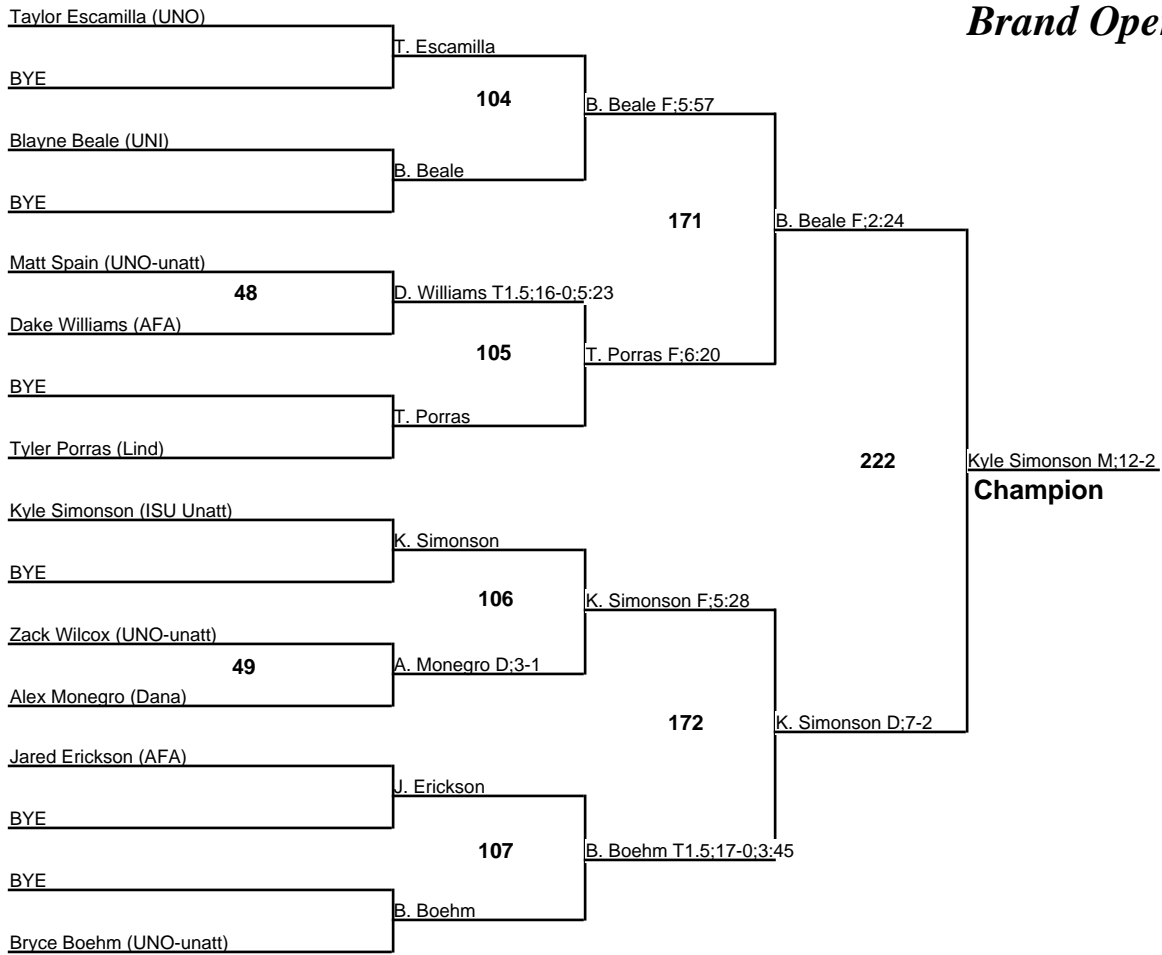 Taylor Escamilla (UNO)
Brand Ope
T. Escamilla
BYE
104
B. Beale F;5:57
Blayne Beale (UNI)
B. Beale
BYE
171
B. Beale F;2:24
Matt Spain (UNO-unatt)
48
D. Williams T1.5;16-0;5:23
Dake Williams (AFA)
105
T. Porras F;6:20
BYE
T. Porras
Tyler Porras (Lind)
222
Kyle Simonson M;12-2
Champion
Kyle Simonson (ISU Unatt)
K. Simonson
BYE
106
K. Simonson F;5:28
Zack Wilcox (UNO-unatt)
49
A. Monegro D;3-1
Alex Monegro (Dana)
172
K. Simonson D;7-2
Jared Erickson (AFA)
J. Erickson
BYE
107
B. Boehm T1.5;17-0;3:45
BYE
B. Boehm
Bryce Boehm (UNO-unatt)